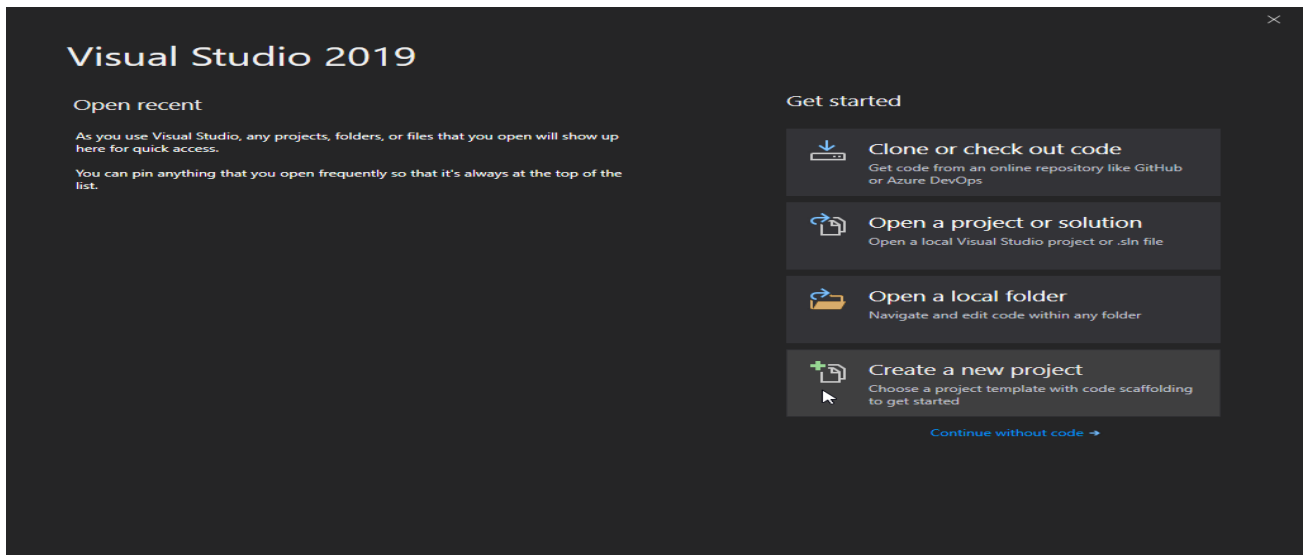 Visual Studio 2019
Open recent
As you use Visual Studio, any projects, folders, or files that you open will show up
here for quick access.
You can pin anything that you open frequently so that it's always at the top of the
list.
Get started
Clone or check out code
Get code from an online repository like GitHub
or Azure DevOps
Open a project or solution
Open a local Visual Studio project or .sln file
Open a local folder
Navigate and edit code within any folder
Create a new project
Choose a project template with code scaffolding
to get started
Continue without code →